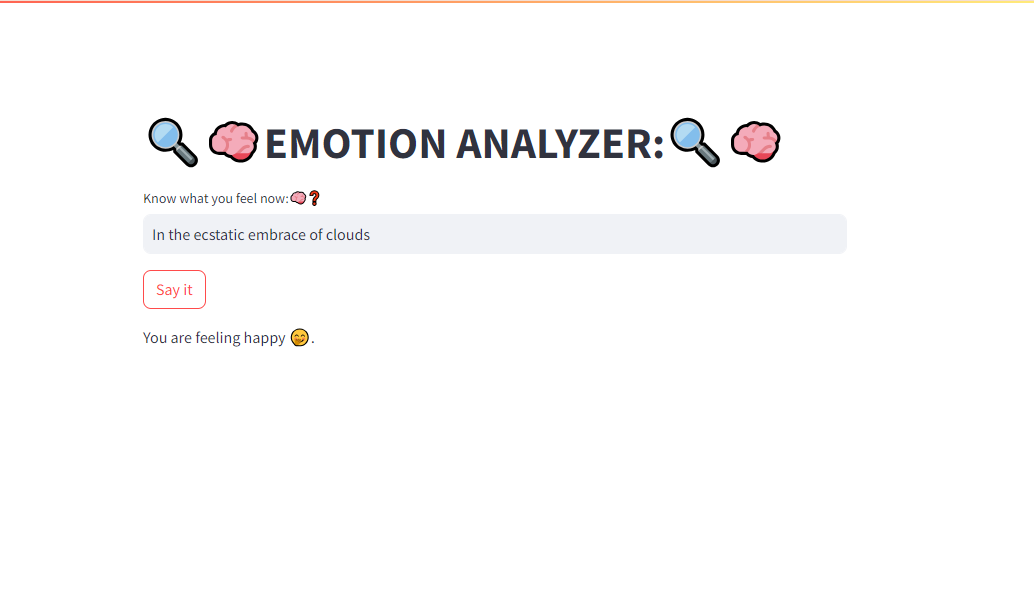 🔍 🧠EMOTION ANALYZER:🔍 🧠
Know what you feel now:🧠❓
In the ecstatic embrace of clouds
Say it
You are feeling happy 😊.